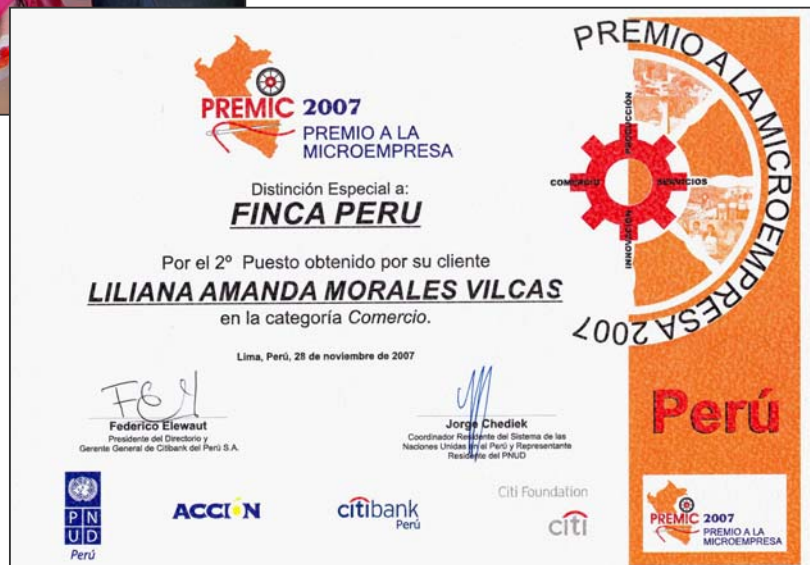 PREMIC 2007
PREMIO A LA
MICROEMPRESA
Distinción Especial a:
FINCA PERU
Por el 2º Puesto obtenido por su cliente
LILIANA AMANDA MORALES VILCAS
en la categoría Comercio.
Lima, Perú, 28 de noviembre de 2007
Federico Elewaut
Presidente del Directorio y
Gerente General de Citibank del Perú S.A.
Jorge Chediek
Coordinador Residente del Sistema de las
Naciones Unidas en el Perú y Representante
Residente del PNUD
PNUD
Perú
ACCIÓN
citibank
Perú
Citi Foundation
citi
PREMIO A LA MICROEMPRESA 2007
PRODUCCIÓN
COMERCIO
SERVICIOS
INNOVACIÓN
Perú
PREMIC 2007
PREMIO A LA
MICROEMPRESA